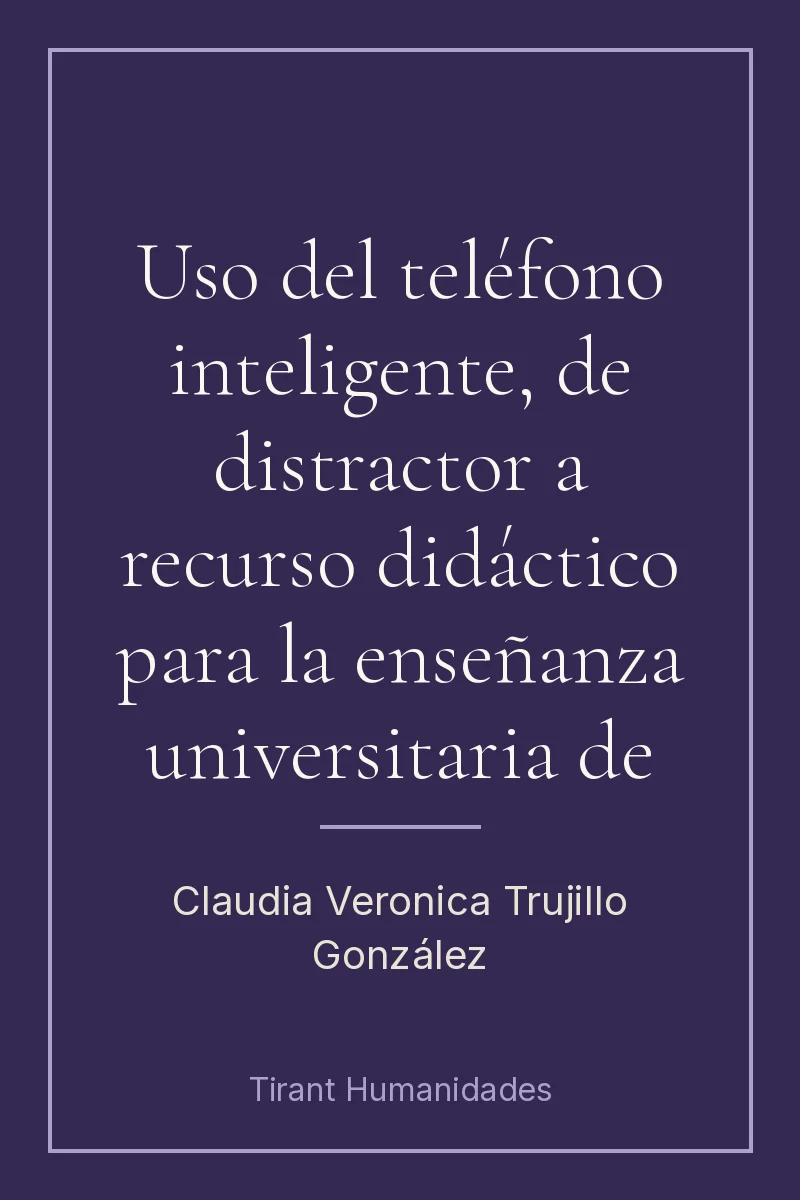 Uso del teléfono
inteligente, de
distractor a
recurso didáctico
para la enseñanza
universitaria de
Claudia Veronica Trujillo
González
Tirant Humanidades